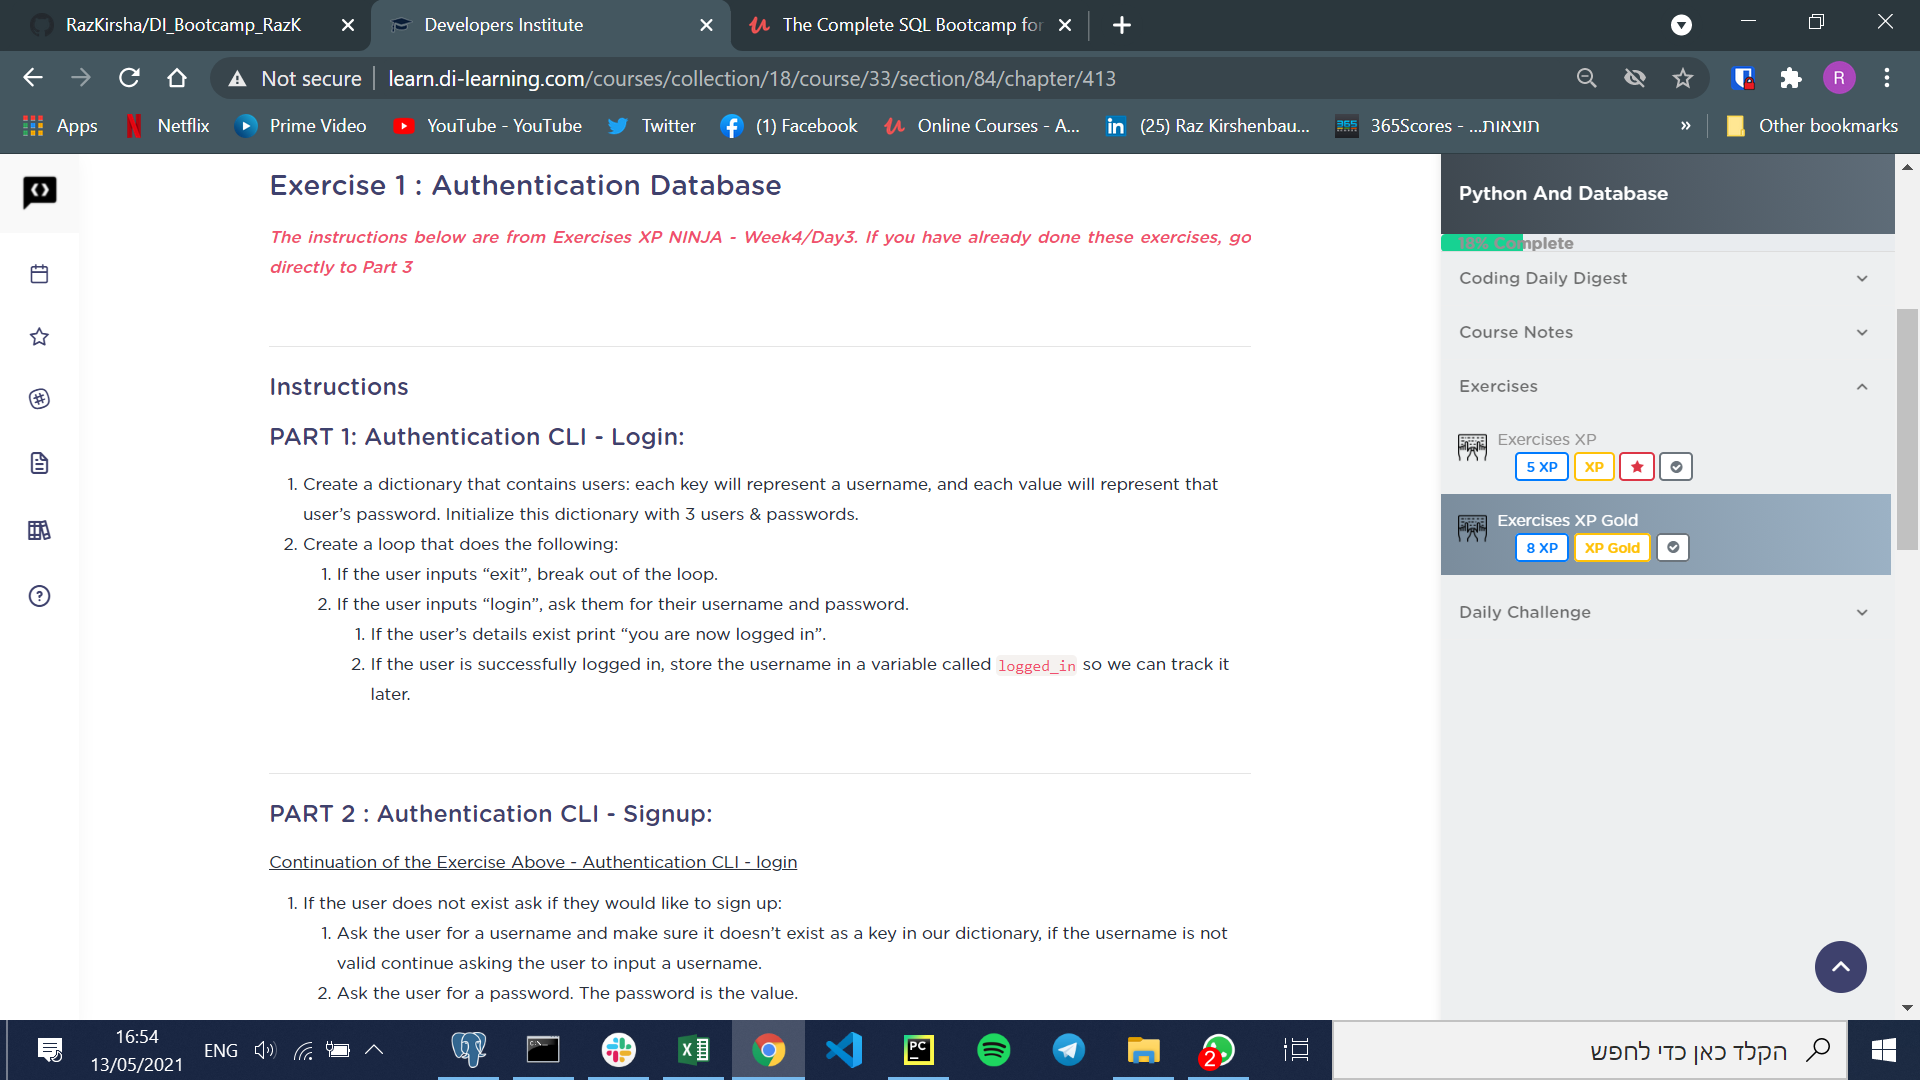 RazKirsha/DI_Bootcamp_RazK
Developers Institute
The Complete SQL Bootcamp for
Not secure
learn.di-learning.com/courses/collection/18/course/33/section/84/chapter/413
R
Apps
Netflix
Prime Video
YouTube - YouTube
Twitter
(1) Facebook
Online Courses - A...
(25) Raz Kirshenbau...
365Scores - ...תוצאות
»
Other bookmarks
Exercise 1 : Authentication Database
The instructions below are from Exercises XP NINJA - Week4/Day3. If you have already done these exercises, go
directly to Part 3
Instructions
PART 1: Authentication CLI - Login:
1. Create a dictionary that contains users: each key will represent a username, and each value will represent that
user’s password. Initialize this dictionary with 3 users & passwords.
2. Create a loop that does the following:
1. If the user inputs “exit”, break out of the loop.
2. If the user inputs “login”, ask them for their username and password.
1. If the user’s details exist print “you are now logged in”.
2. If the user is successfully logged in, store the username in a variable called logged_in so we can track it
later.
PART 2 : Authentication CLI - Signup:
Continuation of the Exercise Above - Authentication CLI - login
1. If the user does not exist ask if they would like to sign up:
1. Ask the user for a username and make sure it doesn’t exist as a key in our dictionary, if the username is not
valid continue asking the user to input a username.
2. Ask the user for a password. The password is the value.
Python And Database
18% Complete
Coding Daily Digest
Course Notes
Exercises
Exercises XP
5 XP
XP
Exercises XP Gold
8 XP
XP Gold
Daily Challenge
16:54
13/05/2021
ENG
PC
2
הקלד כאן כדי לחפש